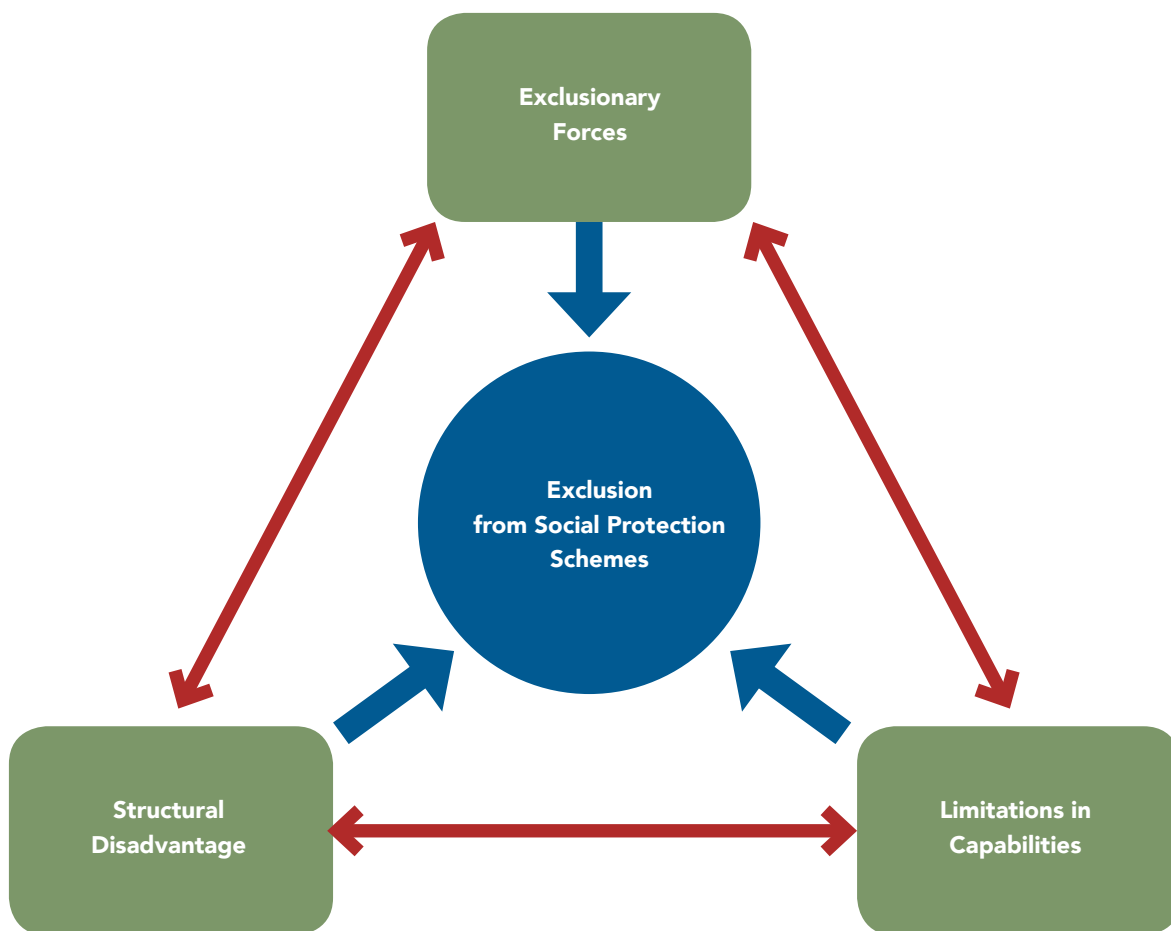 Exclusionary
Forces
Exclusion
from Social Protection
Schemes
Structural
Disadvantage
Limitations in
Capabilities